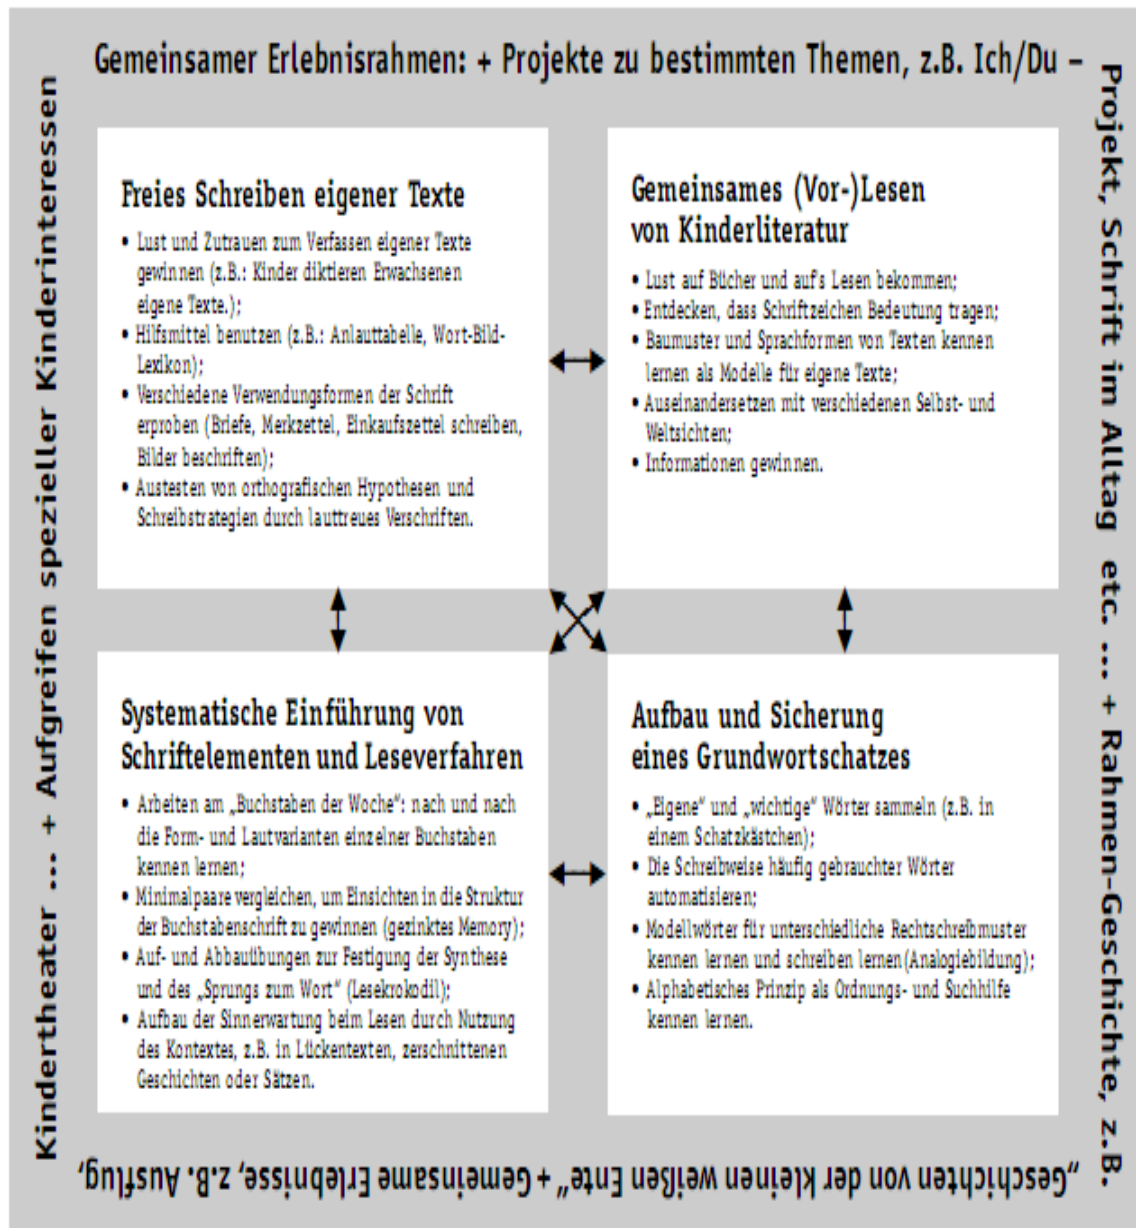 Gemeinsamer Erlebnisrahmen: + Projekte zu bestimmten Themen, z.B. Ich/Du –
Projekt, Schrift im Alltag etc. ... + Rahmen-Geschichte, z.B.
„Geschichten von der kleinen weißen Ente“ + Gemeinsame Erlebnisse, z.B. Ausflug,
Kindertheater ... + Aufgreifen spezieller Kinderinteressen
Freies Schreiben eigener Texte
• Lust und Zutrauen zum Verfassen eigener Texte
gewinnen (z.B.: Kinder diktieren Erwachsenen
eigene Texte.);
• Hilfsmittel benutzen (z.B.: Anlauttabelle, Wort-Bild-
Lexikon);
• Verschiedene Verwendungsformen der Schrift
erproben (Briefe, Merkzettel, Einkaufszettel schreiben,
Bilder beschriften);
• Austesten von orthografischen Hypothesen und
Schreibstrategien durch lauttreues Verschriften.
Gemeinsames (Vor-)Lesen
von Kinderliteratur
• Lust auf Bücher und auf's Lesen bekommen;
• Entdecken, dass Schriftzeichen Bedeutung tragen;
• Baumuster und Sprachformen von Texten kennen
lernen als Modelle für eigene Texte;
• Auseinandersetzen mit verschiedenen Selbst- und
Weltsichten;
• Informationen gewinnen.
Systematische Einführung von
Schriftelementen und Leseverfahren
• Arbeiten am „Buchstaben der Woche“: nach und nach
die Form- und Lautvarianten einzelner Buchstaben
kennen lernen;
• Minimalpaare vergleichen, um Einsichten in die Struktur
der Buchstabenschrift zu gewinnen (gezinktes Memory);
• Auf- und Abbauübungen zur Festigung der Synthese
und des „Sprungs zum Wort“ (Lesekrokodil);
• Aufbau der Sinnerwartung beim Lesen durch Nutzung
des Kontextes, z.B. in Lückentexten, zerschnittenen
Geschichten oder Sätzen.
Aufbau und Sicherung
eines Grundwortschatzes
• „Eigene“ und „wichtige“ Wörter sammeln (z.B. in
einem Schatzkästchen);
• Die Schreibweise häufig gebrauchter Wörter
automatisieren;
• Modellwörter für unterschiedliche Rechtschreibmuster
kennen lernen und schreiben lernen (Analogiebildung);
• Alphabetisches Prinzip als Ordnungs- und Suchhilfe
kennen lernen.